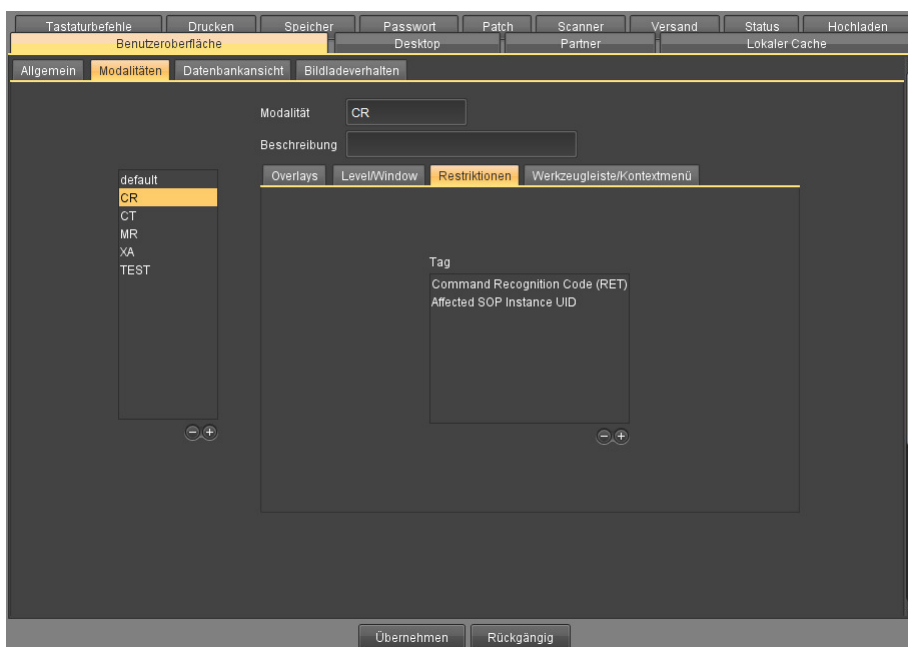 Tastaturbefehle Drucken Speicher Passwort Patch Scanner Versand Status Hochladen
Benutzeroberfläche Desktop Partner Lokaler Cache
Allgemein Modalitäten Datenbankansicht Bildladeverhalten
Modalität CR
Beschreibung
Overlays Level/Window Restriktionen Werkzeugleiste/Kontextmenü
default
CR
CT
MR
XA
TEST
Tag
Command Recognition Code (RET)
Affected SOP Instance UID
Übernehmen Rückgängig